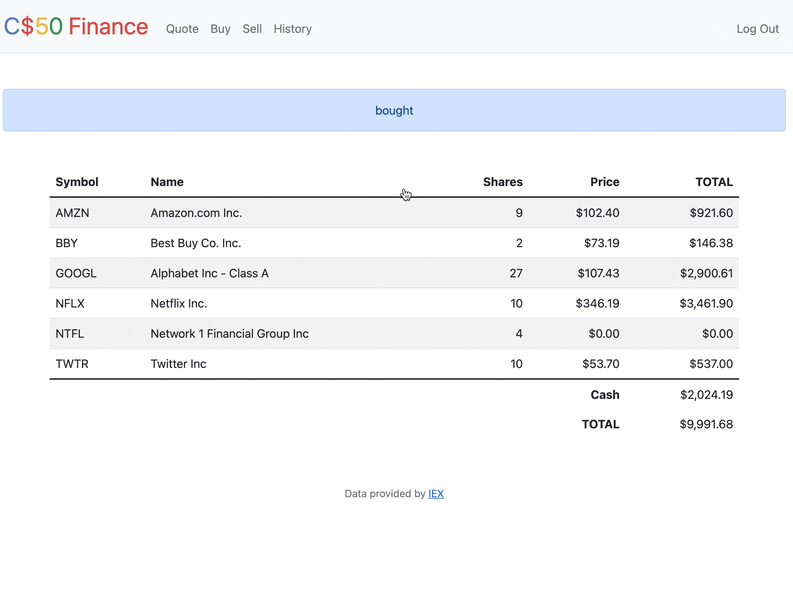 C$50 Finance Quote Buy Sell History Log Out
bought
Symbol Name Shares Price TOTAL
AMZN Amazon.com Inc. 9 $102.40 $921.60
BBY Best Buy Co. Inc. 2 $73.19 $146.38
GOOGL Alphabet Inc - Class A 27 $107.43 $2,900.61
NFLX Netflix Inc. 10 $346.19 $3,461.90
NTFL Network 1 Financial Group Inc 4 $0.00 $0.00
TWTR Twitter Inc 10 $53.70 $537.00
Cash $2,024.19
TOTAL $9,991.68
Data provided by IEX